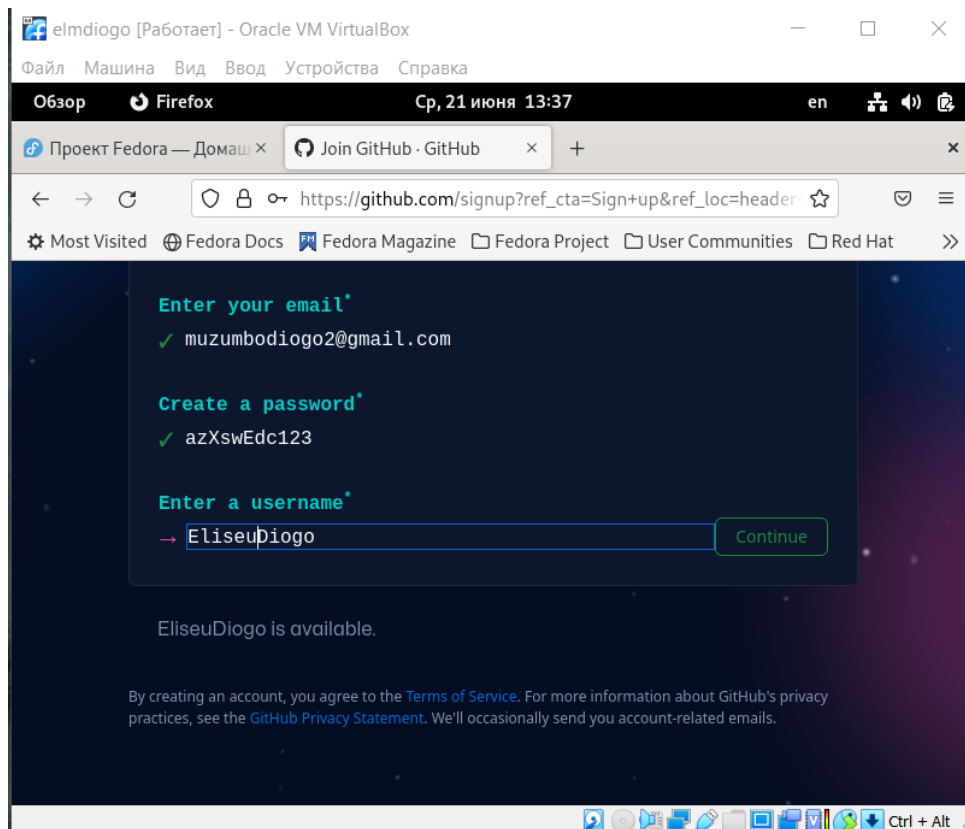 elmdiogo [Работает] - Oracle VM VirtualBox
Файл Машина Вид Ввод Устройства Справка
Обзор Firefox Ср, 21 июня 13:37 en
Проект Fedora — Домаш × Join GitHub · GitHub × + ×
https://github.com/signup?ref_cta=Sign+up&ref_loc=header
Most Visited Fedora Docs Fedora Magazine Fedora Project User Communities Red Hat »
Enter your email*
✓ muzumbodiogo2@gmail.com
Create a password*
✓ azXswEdc123
Enter a username*
→ EliseuDiogo Continue
EliseuDiogo is available.
By creating an account, you agree to the Terms of Service. For more information about GitHub's privacy
practices, see the GitHub Privacy Statement. We'll occasionally send you account-related emails.
Ctrl + Alt